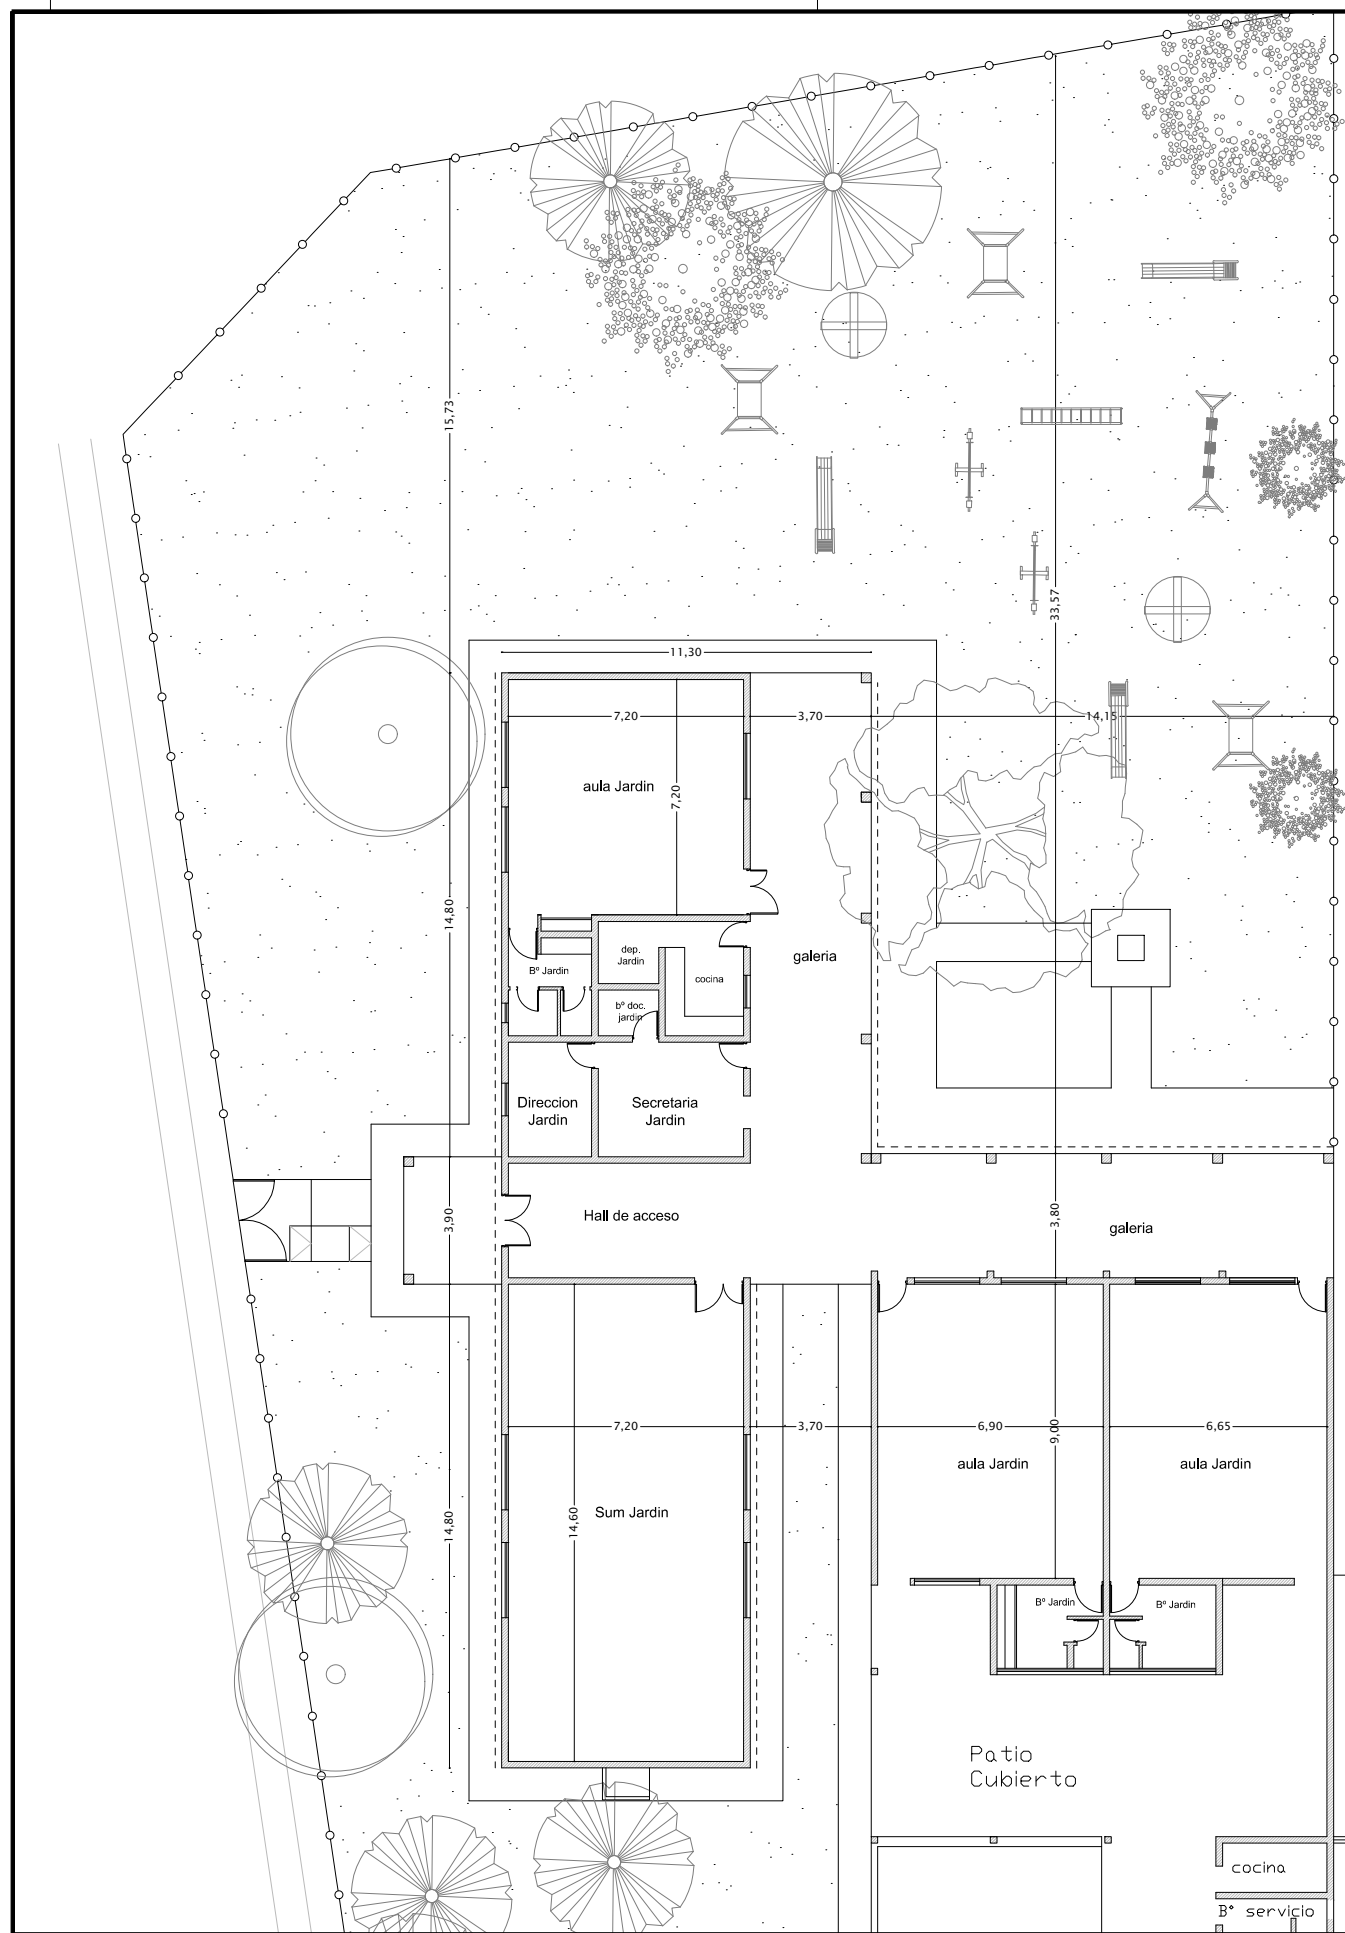 15,73
33,57
11,30
7,20
3,70
14,15
aula Jardin
7,20
14,80
dep.
Jardin
galeria
Bº Jardin
cocina
bº doc.
jardin
Direccion
Jardin
Secretaria
Jardin
3,90
Hall de acceso
3,80
galeria
7,20
3,70
6,90
9,00
6,65
aula Jardin
aula Jardin
14,80
14,60
Sum Jardin
Bº Jardin
Bº Jardin
Patio
Cubierto
cocina
B° servicio